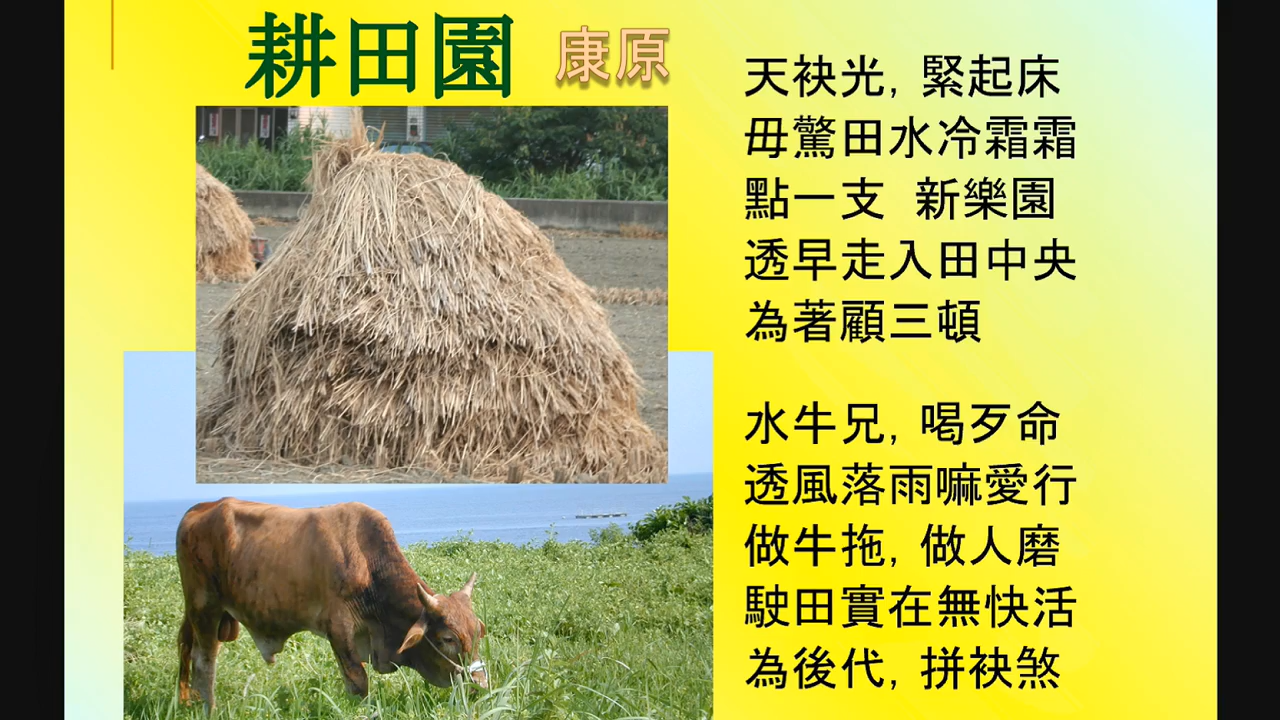 耕田園 康原
天袂光, 緊起床
毋驚田水冷霜霜
點一支 新樂園
透早走入田中央
為著顧三頓
水牛兄, 喝歹命
透風落雨嘛愛行
做牛拖, 做人磨
駛田實在無快活
為後代, 拼袂煞